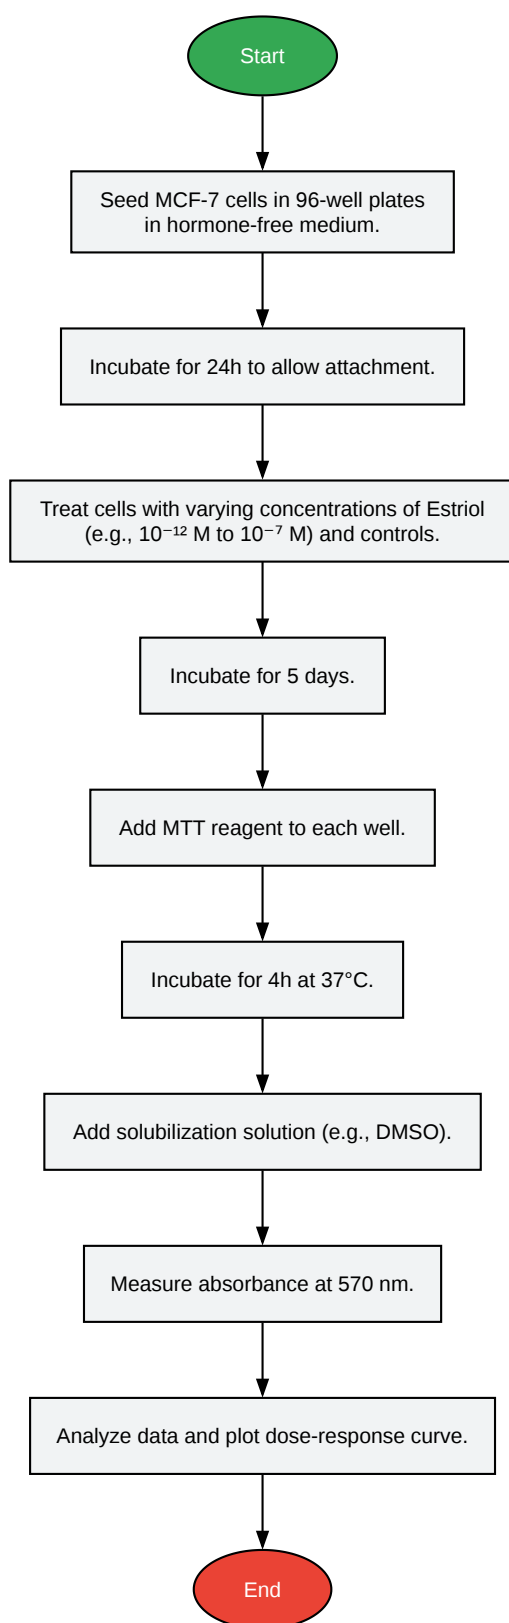 Start
Seed MCF-7 cells in 96-well plates
in hormone-free medium.
Incubate for 24h to allow attachment.
Treat cells with varying concentrations of Estriol
(e.g., 10⁻¹² M to 10⁻⁷ M) and controls.
Incubate for 5 days.
Add MTT reagent to each well.
Incubate for 4h at 37°C.
Add solubilization solution (e.g., DMSO).
Measure absorbance at 570 nm.
Analyze data and plot dose-response curve.
End